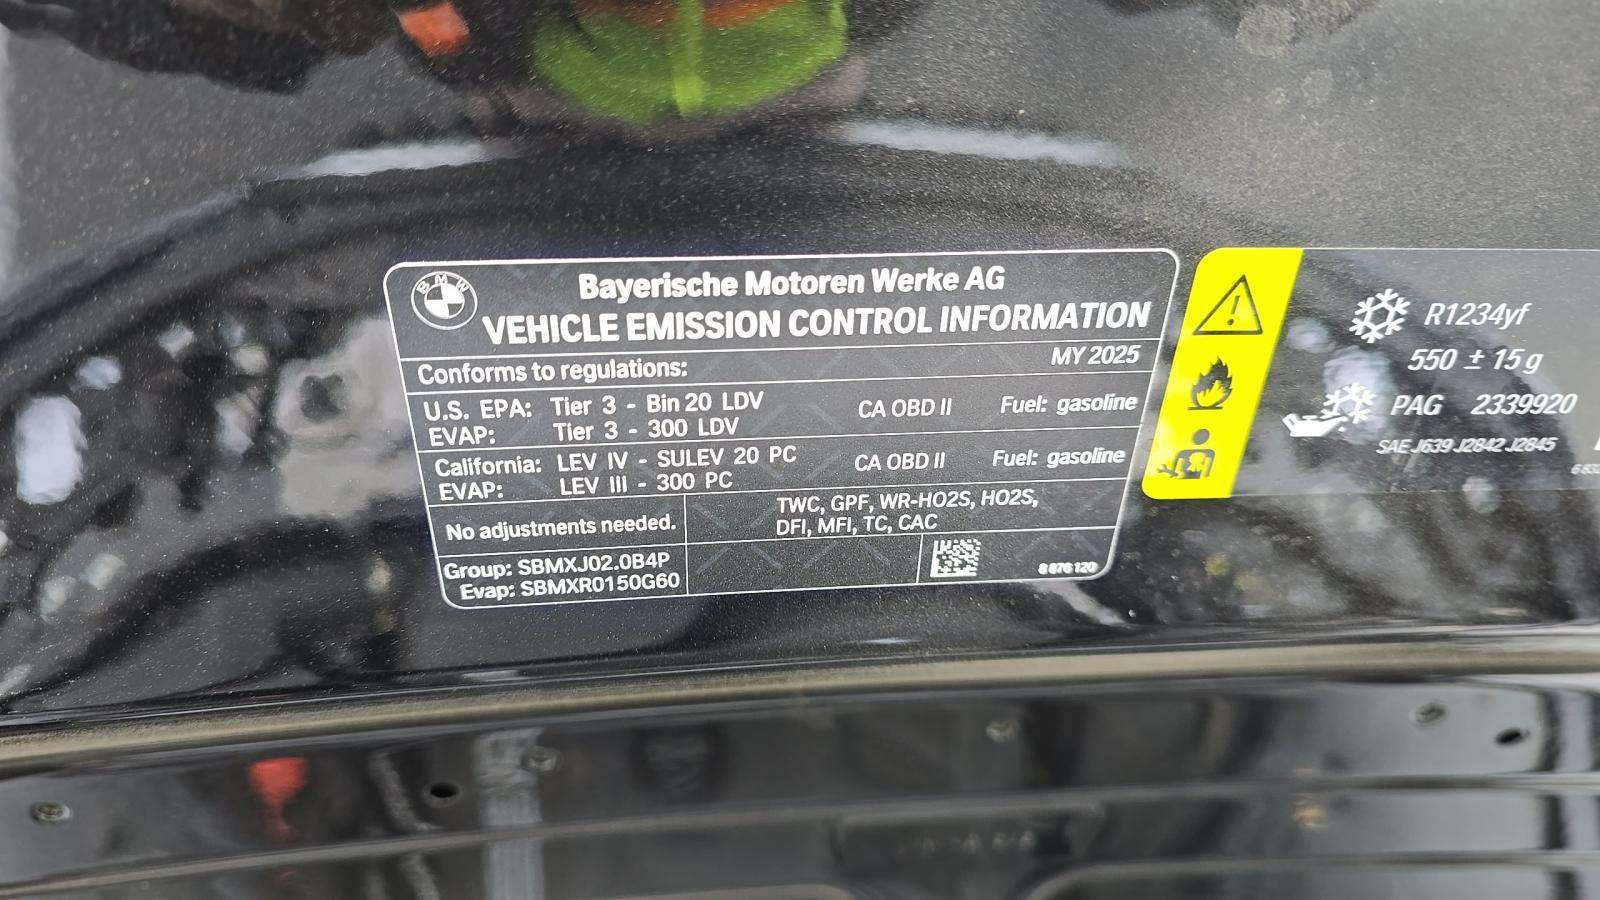 BMW
Bayerische Motoren Werke AG
VEHICLE EMISSION CONTROL INFORMATION
Conforms to regulations: MY 2025
U.S. EPA: Tier 3 - Bin 20 LDV CA OBD II Fuel: gasoline
EVAP: Tier 3 - 300 LDV
California: LEV IV - SULEV 20 PC CA OBD II Fuel: gasoline
EVAP: LEV III - 300 PC
No adjustments needed. TWC, GPF, WR-HO2S, HO2S,
DFI, MFI, TC, CAC
Group: SBMXJ02.0B4P
Evap: SBMXR0150G60
8 876 120
R1234yf
550 ± 15 g
PAG 2339920
SAE J639 J2842 J2845